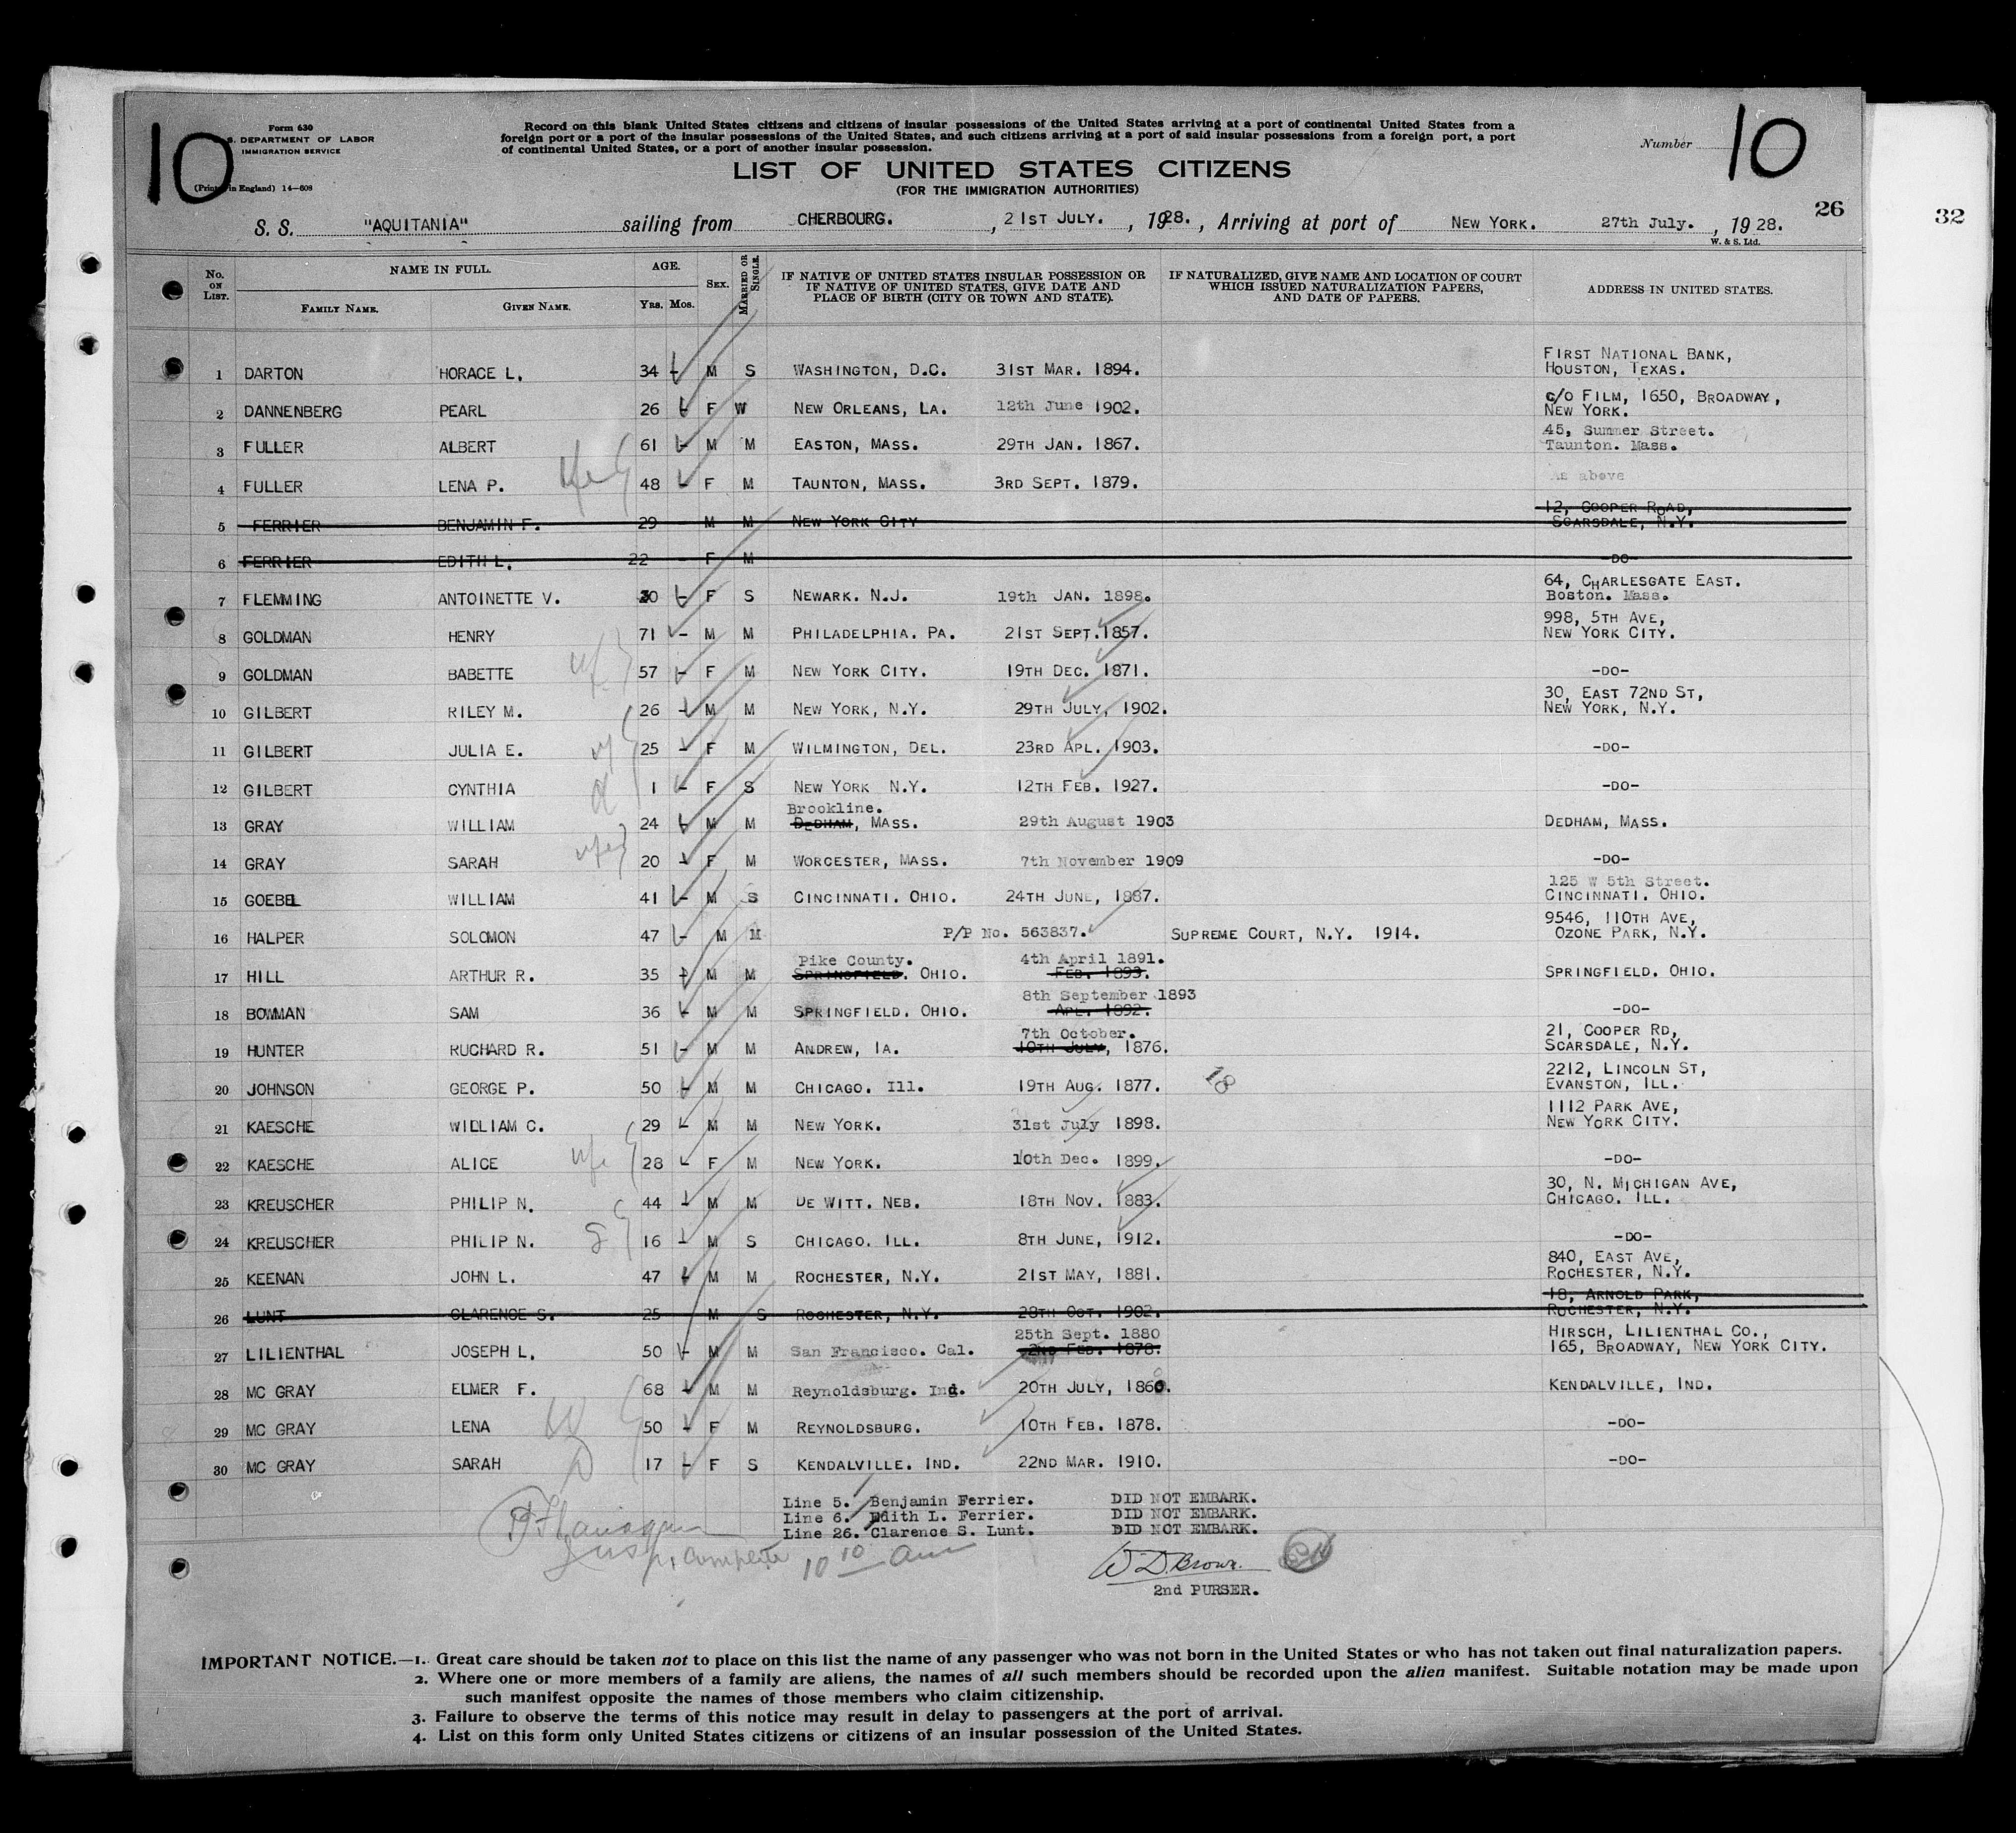 10
Form 630
S. DEPARTMENT OF LABOR
IMMIGRATION SERVICE
(Printed in England) 14—608
Record on this blank United States citizens and citizens of insular possessions of the United States arriving at a port of continental United States from a
foreign port or a port of the insular possessions of the United States, and such citizens arriving at a port of said insular possessions from a foreign port, a port
of continental United States, or a port of another insular possession.
LIST OF UNITED STATES CITIZENS
(FOR THE IMMIGRATION AUTHORITIES)
Number 10
26
32
S. S. "AQUITANIA" sailing from CHERBOURG. , 21ST JULY. , 1928. , Arriving at port of NEW YORK. 27th July. , 19 28.
W. & S. Ltd.
No. ON LIST. NAME IN FULL. FAMILY NAME. GIVEN NAME. AGE. Yrs. Mos. SEX. MARRIED OR SINGLE. IF NATIVE OF UNITED STATES INSULAR POSSESSION OR IF NATIVE OF UNITED STATES, GIVE DATE AND PLACE OF BIRTH (CITY OR TOWN AND STATE). IF NATURALIZED, GIVE NAME AND LOCATION OF COURT WHICH ISSUED NATURALIZATION PAPERS, AND DATE OF PAPERS. ADDRESS IN UNITED STATES.
1 DARTON HORACE L. 34 - M S WASHINGTON, D.C. 31ST MAR. 1894. FIRST NATIONAL BANK, HOUSTON, TEXAS.
2 DANNENBERG PEARL 26 - F W NEW ORLEANS, LA. 12th June 1902. c/o FILM, 1650, BROADWAY, NEW YORK.
3 FULLER ALBERT 61 - M M EASTON, MASS. 29TH JAN. 1867. 45, Summer Street. Taunton. Mass.
4 FULLER LENA P. 48 - F M TAUNTON, MASS. 3RD SEPT. 1879. As above
5 FERRIER BENJAMIN F. 29 M M NEW YORK CITY 12, COOPER ROAD, SCARSDALE, N.Y.
6 FERRIER EDITH L. 22 - F M -DO-
7 FLEMMING ANTOINETTE V. 30 - F S NEWARK. N.J. 19th JAN. 1898. 64, CHARLESGATE EAST. Boston. Mass.
8 GOLDMAN HENRY 71 - M M PHILADELPHIA. PA. 21ST SEPT. 1857. 998, 5TH AVE, NEW YORK CITY.
9 GOLDMAN BABETTE 57 - F M NEW YORK CITY. 19TH DEC. 1871. -DO-
10 GILBERT RILEY M. 26 - M M NEW YORK, N.Y. 29TH JULY, 1902. 30, EAST 72ND ST, NEW YORK, N.Y.
11 GILBERT JULIA E. 25 - F M WILMINGTON, DEL. 23RD APL. 1903. -DO-
12 GILBERT CYNTHIA 1 - F S NEW YORK N.Y. 12TH FEB. 1927. -DO-
Brookline.
13 GRAY WILLIAM 24 - M M DEDHAM, MASS. 29th August 1903 DEDHAM, MASS.
14 GRAY SARAH 20 - F M WORCESTER, MASS. 7th November 1909 -DO-
15 GOEBEL WILLIAM 41 - M S CINCINNATI. OHIO. 24TH JUNE, 1887. 125 W 5th Street. CINCINNATI. OHIO.
16 HALPER SOLOMON 47 - M M P/P No. 563837. SUPREME COURT, N.Y. 1914. 9546, 110TH AVE, OZONE PARK, N.Y.
Pike County. 4th April 1891.
17 HILL ARTHUR R. 35 - M M SPRINGFIELD. OHIO. FEB. 1893. SPRINGFIELD. OHIO.
8th September 1893
18 BOWMAN SAM 36 - M M SPRINGFIELD. OHIO. APL. 1892. -DO-
7th October.
19 HUNTER RUCHARD R. 51 - M M ANDREW, IA. 10TH JULY, 1876. 21, COOPER RD, SCARSDALE, N.Y.
20 JOHNSON GEORGE P. 50 - M M CHICAGO. Ill. 19TH AUG. 1877. 18 2212, LINCOLN ST, EVANSTON, ILL.
21 KAESCHE WILLIAM C. 29 - M M NEW YORK. 31st July 1898. 1112 PARK AVE, NEW YORK CITY.
22 KAESCHE ALICE 28 - F M NEW YORK. 10th Dec. 1899. -DO-
23 KREUSCHER PHILIP N. 44 - M M DE WITT. NEB. 18TH NOV. 1883. 30, N. MICHIGAN AVE, CHICAGO. ILL.
24 KREUSCHER PHILIP N. 16 - M S CHICAGO. ILL. 8TH JUNE, 1912. -DO-
25 KEENAN JOHN L. 47 - M M ROCHESTER, N.Y. 21ST MAY, 1881. 840, EAST AVE, ROCHESTER, N.Y.
26 LUNT CLARENCE S. 25 M S ROCHESTER, N.Y. 28TH OCT. 1902. 18, ARNOLD PARK, ROCHESTER, N.Y.
25th Sept. 1880
27 LILIENTHAL JOSEPH L. 50 - M M San Francisco. Cal. 2ND FEB. 1878. HIRSCH, LILIENTHAL CO., 165, BROADWAY, NEW YORK CITY.
28 MC GRAY ELMER F. 68 - M M Reynoldsburg. Ind. 20TH JULY, 1860. KENDALVILLE, IND.
29 MC GRAY LENA 50 - F M REYNOLDSBURG. 10TH FEB. 1878. -DO-
30 MC GRAY SARAH 17 - F S KENDALVILLE. IND. 22ND MAR. 1910. -DO-
Line 5. Benjamin Ferrier. DID NOT EMBARK.
Line 6. Edith L. Ferrier. DID NOT EMBARK.
Line 26. Clarence S. Lunt. DID NOT EMBARK.
10 10 am
W. D. Brown.
2nd PURSER.
IMPORTANT NOTICE.—1. Great care should be taken not to place on this list the name of any passenger who was not born in the United States or who has not taken out final naturalization papers.
2. Where one or more members of a family are aliens, the names of all such members should be recorded upon the alien manifest. Suitable notation may be made upon
such manifest opposite the names of those members who claim citizenship.
3. Failure to observe the terms of this notice may result in delay to passengers at the port of arrival.
4. List on this form only United States citizens or citizens of an insular possession of the United States.